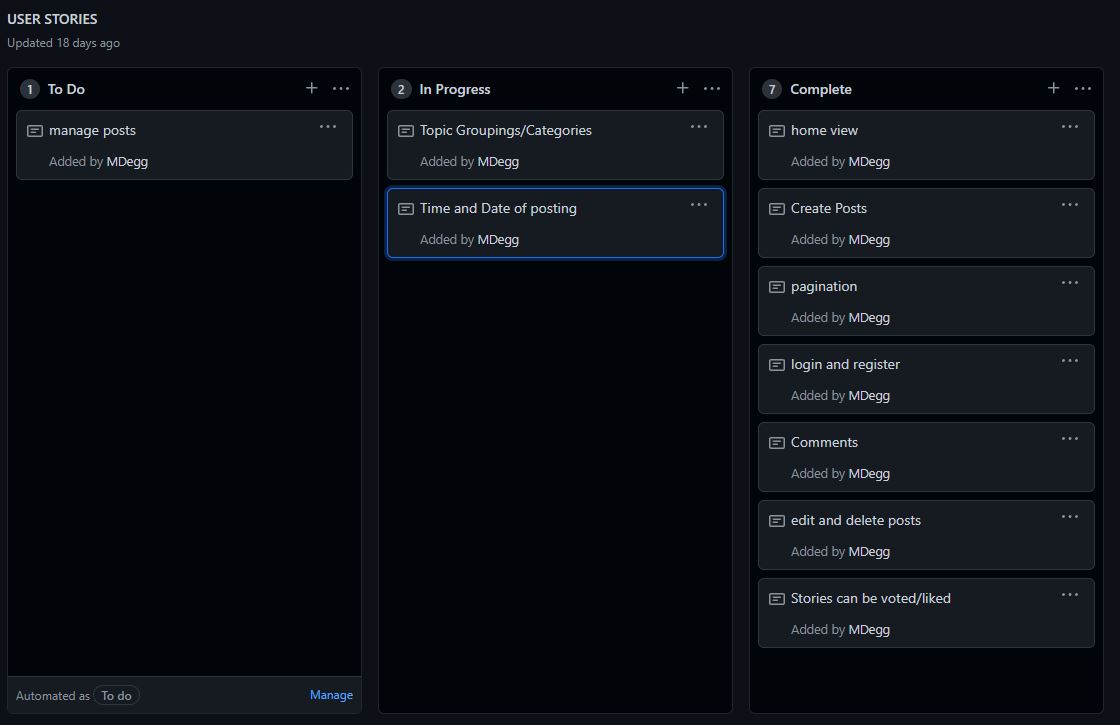 USER STORIES
Updated 18 days ago
1 To Do + ...
manage posts ...
Added by MDegg
Automated as To do Manage
2 In Progress + ...
Topic Groupings/Categories ...
Added by MDegg
Time and Date of posting ...
Added by MDegg
7 Complete + ...
home view ...
Added by MDegg
Create Posts ...
Added by MDegg
pagination ...
Added by MDegg
login and register ...
Added by MDegg
Comments ...
Added by MDegg
edit and delete posts ...
Added by MDegg
Stories can be voted/liked ...
Added by MDegg